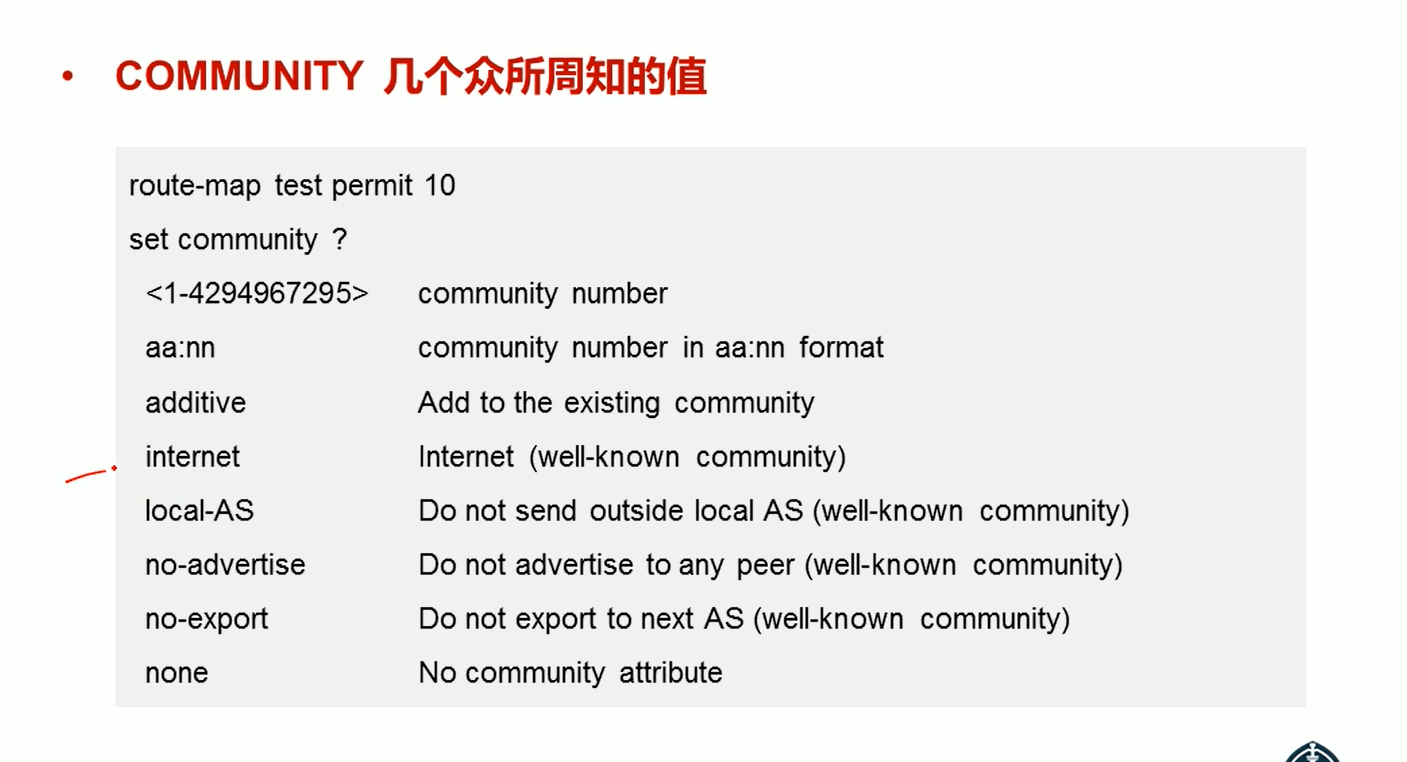 • COMMUNITY 几个众所周知的值
route-map test permit 10
set community ?
<1-4294967295> community number
aa:nn community number in aa:nn format
additive Add to the existing community
internet Internet (well-known community)
local-AS Do not send outside local AS (well-known community)
no-advertise Do not advertise to any peer (well-known community)
no-export Do not export to next AS (well-known community)
none No community attribute